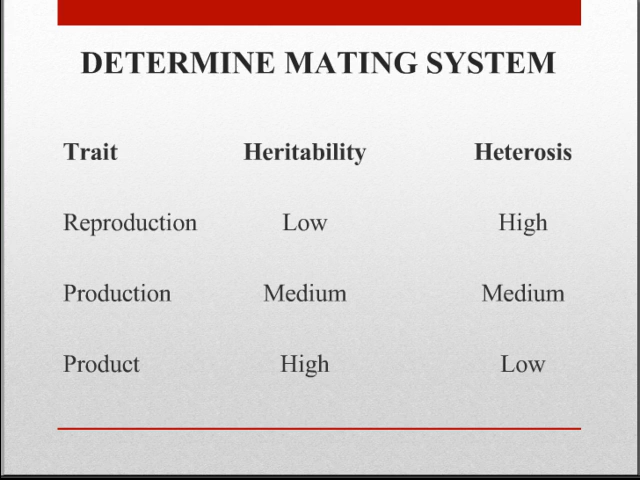 DETERMINE MATING SYSTEM
Trait Heritability Heterosis
Reproduction Low High
Production Medium Medium
Product High Low